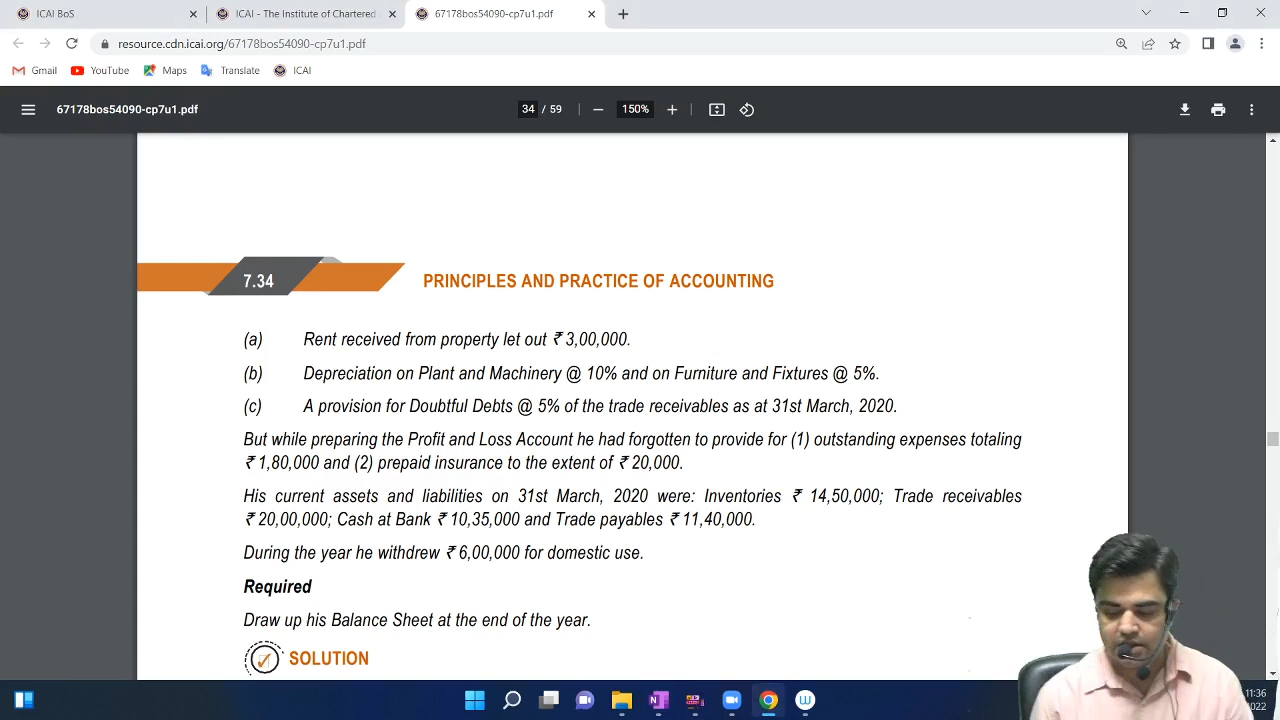 ICAI BoS
ICAI - The Institute of Chartered
67178bos54090-cp7u1.pdf
resource.cdn.icai.org/67178bos54090-cp7u1.pdf
Gmail
YouTube
Maps
Translate
ICAI
67178bos54090-cp7u1.pdf
34 / 59
150%
7.34
PRINCIPLES AND PRACTICE OF ACCOUNTING
(a) Rent received from property let out ₹ 3,00,000.
(b) Depreciation on Plant and Machinery @ 10% and on Furniture and Fixtures @ 5%.
(c) A provision for Doubtful Debts @ 5% of the trade receivables as at 31st March, 2020.
But while preparing the Profit and Loss Account he had forgotten to provide for (1) outstanding expenses totaling
₹ 1,80,000 and (2) prepaid insurance to the extent of ₹ 20,000.
His current assets and liabilities on 31st March, 2020 were: Inventories ₹ 14,50,000; Trade receivables
₹ 20,00,000; Cash at Bank ₹ 10,35,000 and Trade payables ₹ 11,40,000.
During the year he withdrew ₹ 6,00,000 for domestic use.
Required
Draw up his Balance Sheet at the end of the year.
SOLUTION
11:36
2022